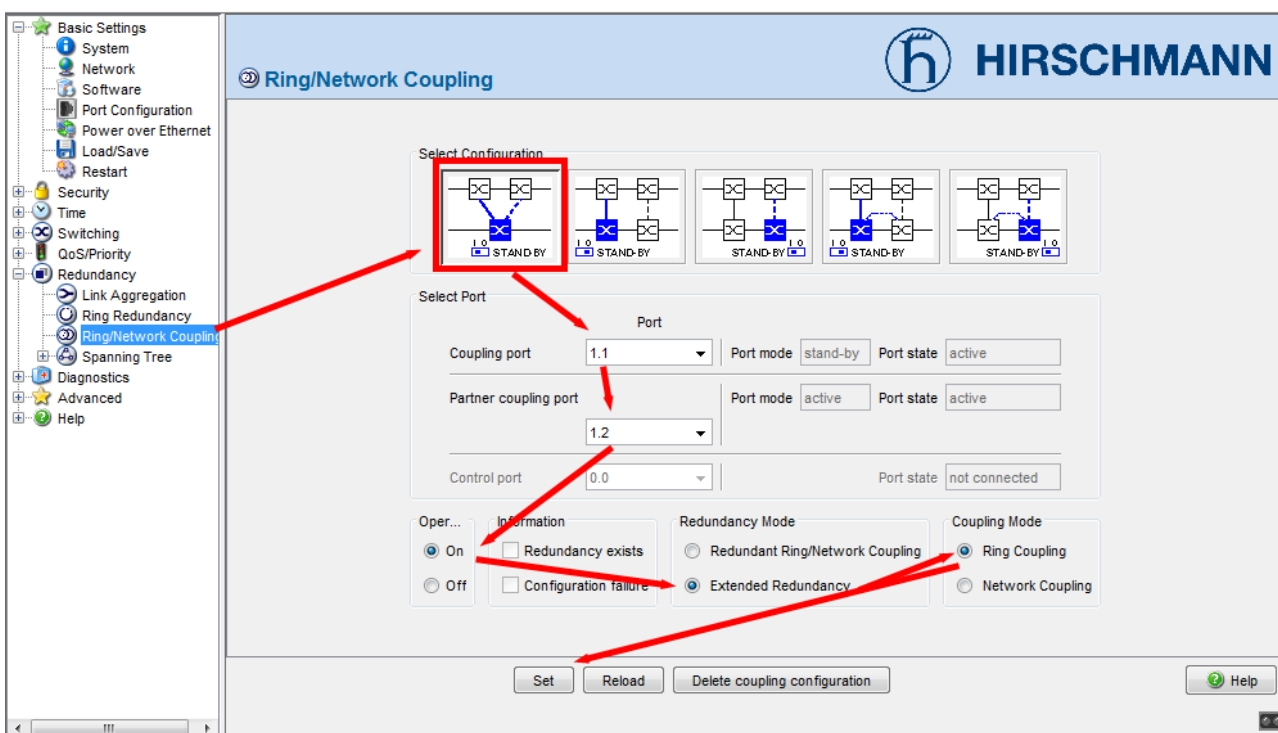 Basic Settings
System
Network
Software
Port Configuration
Power over Ethernet
Load/Save
Restart
Security
Time
Switching
QoS/Priority
Redundancy
Link Aggregation
Ring Redundancy
Ring/Network Coupling
Spanning Tree
Diagnostics
Advanced
Help
Ring/Network Coupling
HIRSCHMANN
Select Configuration
I 0 STAND-BY
I 0 STAND-BY
STAND-BY I 0
I 0 STAND-BY
STAND-BY I 0
Select Port
Port
Coupling port 1.1 Port mode stand-by Port state active
Partner coupling port Port mode active Port state active
1.2
Control port 0.0 Port state not connected
Oper... Information Redundancy Mode Coupling Mode
On Redundancy exists Redundant Ring/Network Coupling Ring Coupling
Off Configuration failure Extended Redundancy Network Coupling
Set Reload Delete coupling configuration Help